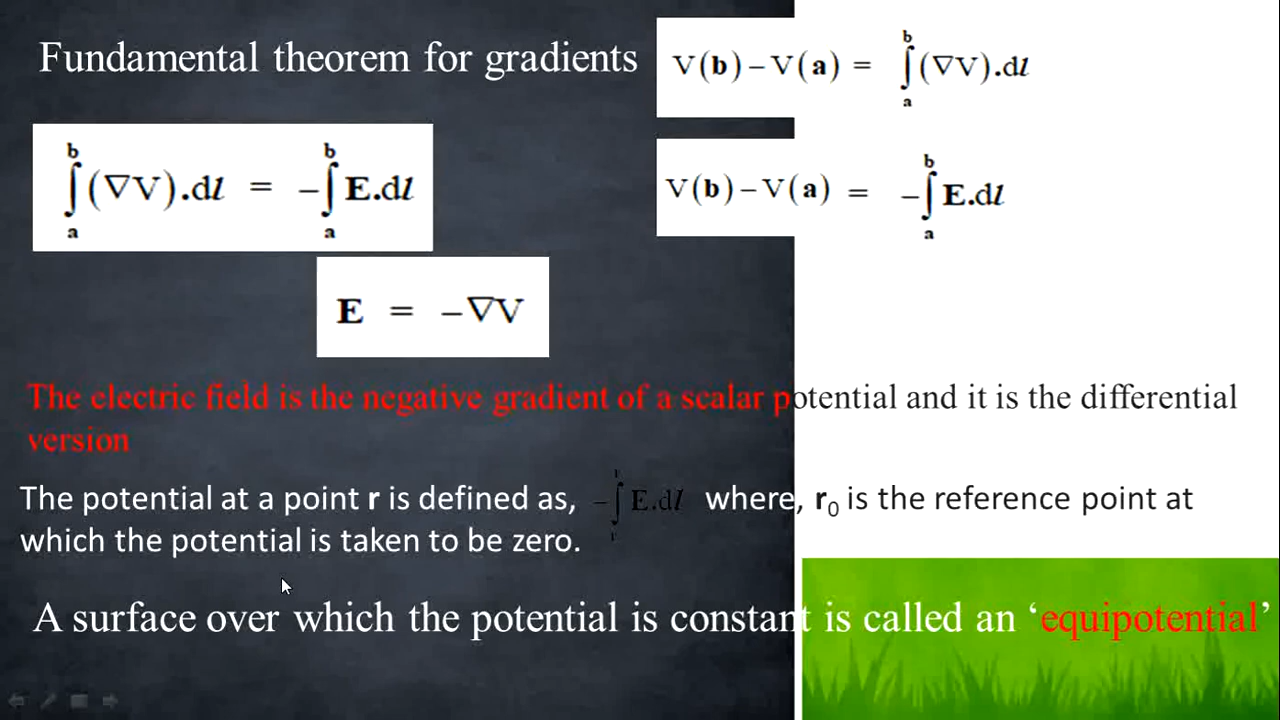 Fundamental theorem for gradients
V(b) – V(a) = ∫ₐᵇ (∇V).dl
∫ₐᵇ (∇V).dl = –∫ₐᵇ E.dl
V(b) – V(a) = –∫ₐᵇ E.dl
E = –∇V
The electric field is the negative gradient of a scalar potential and it is the differential
version
The potential at a point r is defined as, –∫ E.dl where, r₀ is the reference point at
which the potential is taken to be zero.
A surface over which the potential is constant is called an ‘equipotential’